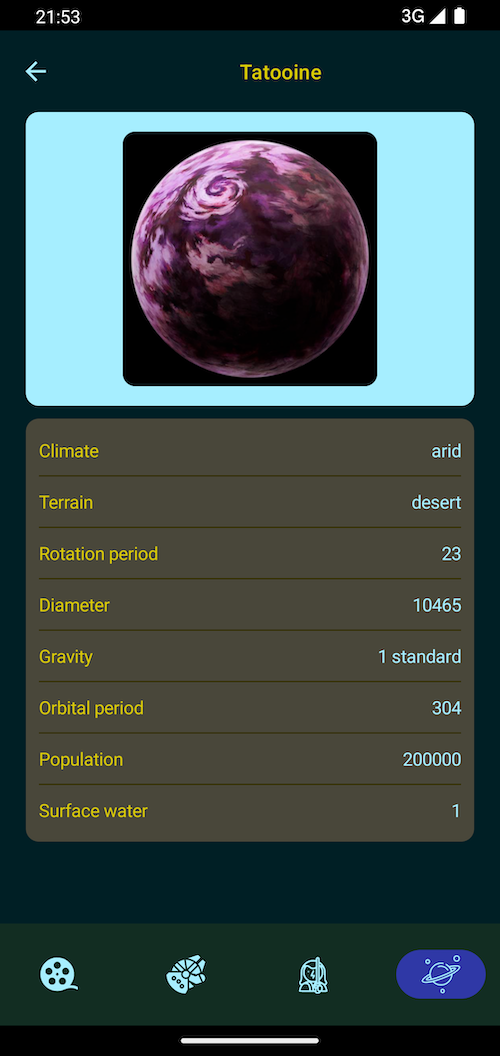 21:53 3G
Tatooine
Climate arid
Terrain desert
Rotation period 23
Diameter 10465
Gravity 1 standard
Orbital period 304
Population 200000
Surface water 1